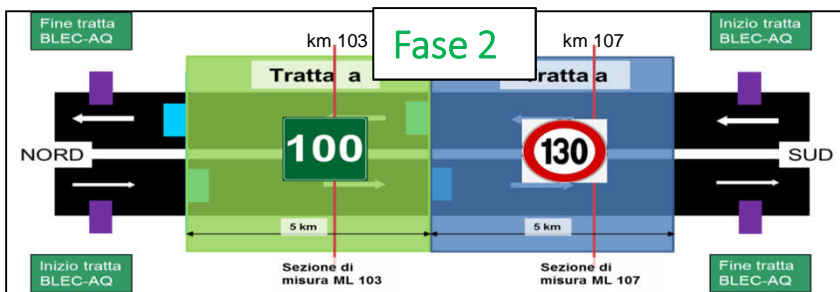 Fine tratta
BLEC-AQ
km 103
Fase 2
km 107
Inizio tratta
BLEC-AQ
Tratta a
ratta a
NORD
100
130
SUD
5 km
5 km
Inizio tratta
BLEC-AQ
Sezione di
misura ML 103
Sezione di
misura ML 107
Fine tratta
BLEC-AQ